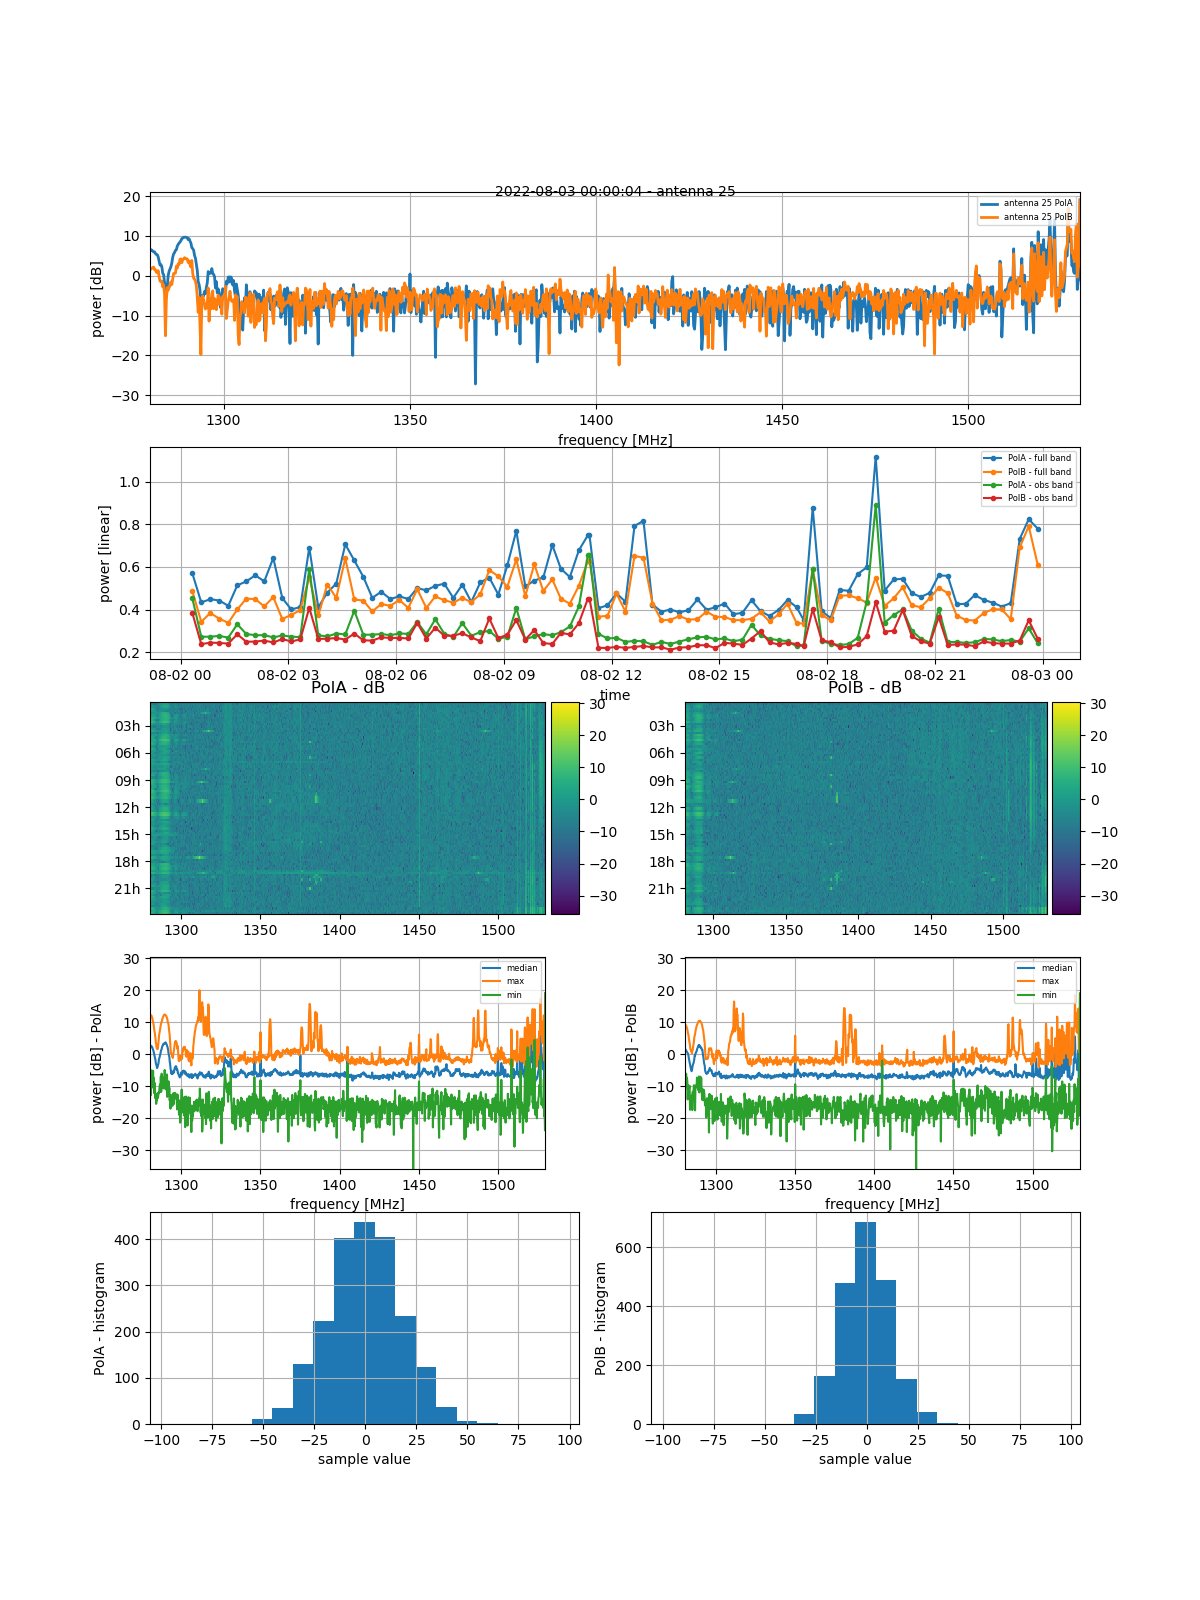 2022-08-03 00:00:04 - antenna 25
20
10
0
−10
−20
−30
power [dB]
antenna 25 PolA
antenna 25 PolB
1300
1350
1400
1450
1500
frequency [MHz]
1.0
0.8
0.6
0.4
0.2
power [linear]
PolA - full band
PolB - full band
PolA - obs band
PolB - obs band
08-02 00
08-02 03
08-02 06
08-02 09
08-02 12
08-02 15
08-02 18
08-02 21
08-03 00
time
PolA - dB
03h
06h
09h
12h
15h
18h
21h
1300
1350
1400
1450
1500
30
20
10
0
−10
−20
−30
PolB - dB
03h
06h
09h
12h
15h
18h
21h
1300
1350
1400
1450
1500
30
20
10
0
−10
−20
−30
30
20
10
0
−10
−20
−30
power [dB] - PolA
median
max
min
1300
1350
1400
1450
1500
frequency [MHz]
30
20
10
0
−10
−20
−30
power [dB] - PolB
median
max
min
1300
1350
1400
1450
1500
frequency [MHz]
400
300
200
100
0
PolA - histogram
−100
−75
−50
−25
0
25
50
75
100
sample value
600
400
200
0
PolB - histogram
−100
−75
−50
−25
0
25
50
75
100
sample value